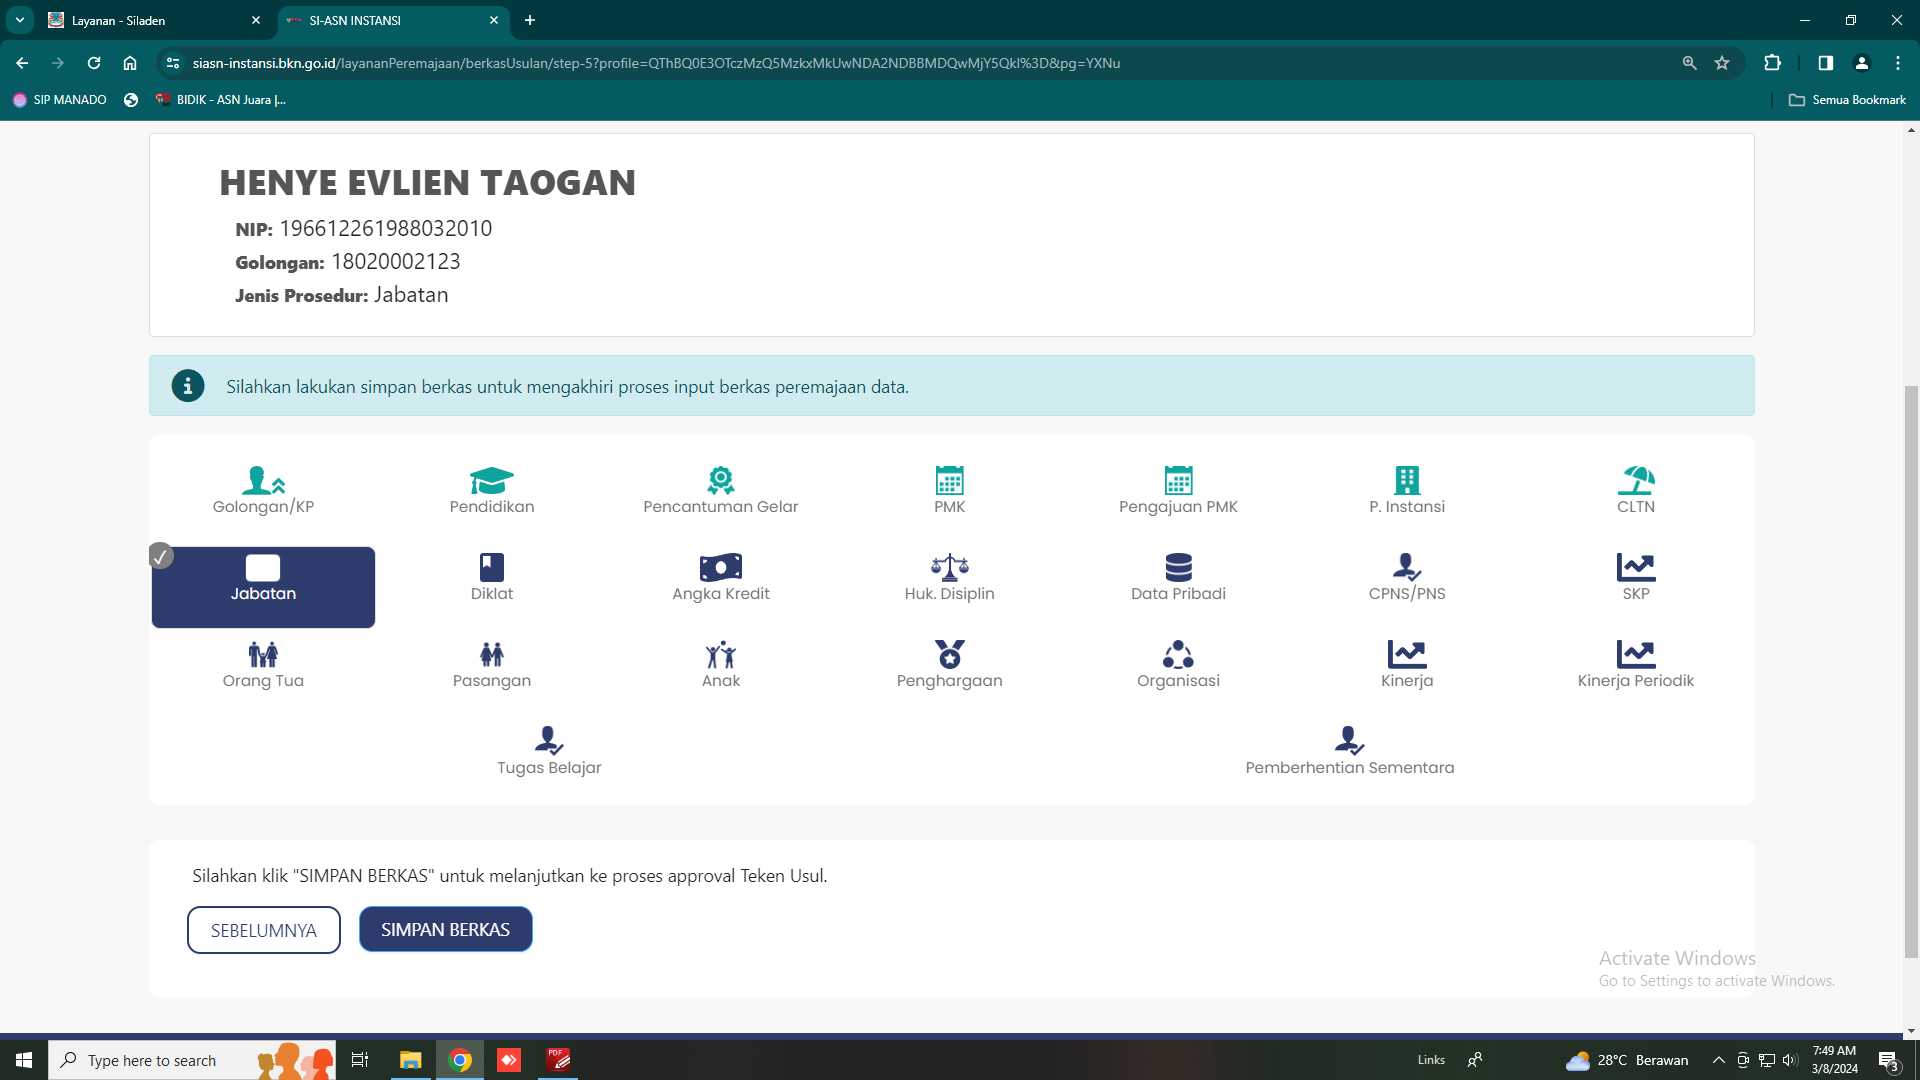 Layanan - Siladen
SI-ASN INSTANSI
siasn-instansi.bkn.go.id/layananPeremajaan/berkasUsulan/step-5?profile=QThBQ0E3OTczMzQ5MzkxMkUwNDA2NDBBMDQwMjY5QkI%3D&pg=YXNu
SIP MANADO
BIDIK - ASN Juara |...
Semua Bookmark
HENYE EVLIEN TAOGAN
NIP: 196612261988032010
Golongan: 18020002123
Jenis Prosedur: Jabatan
Silahkan lakukan simpan berkas untuk mengakhiri proses input berkas peremajaan data.
Golongan/KP
Pendidikan
Pencantuman Gelar
PMK
Pengajuan PMK
P. Instansi
CLTN
Jabatan
Diklat
Angka Kredit
Huk. Disiplin
Data Pribadi
CPNS/PNS
SKP
Orang Tua
Pasangan
Anak
Penghargaan
Organisasi
Kinerja
Kinerja Periodik
Tugas Belajar
Pemberhentian Sementara
Silahkan klik "SIMPAN BERKAS" untuk melanjutkan ke proses approval Teken Usul.
SEBELUMNYA
SIMPAN BERKAS
Activate Windows
Go to Settings to activate Windows.
Type here to search
PDF
Links
28°C Berawan
7:49 AM
3/8/2024
3